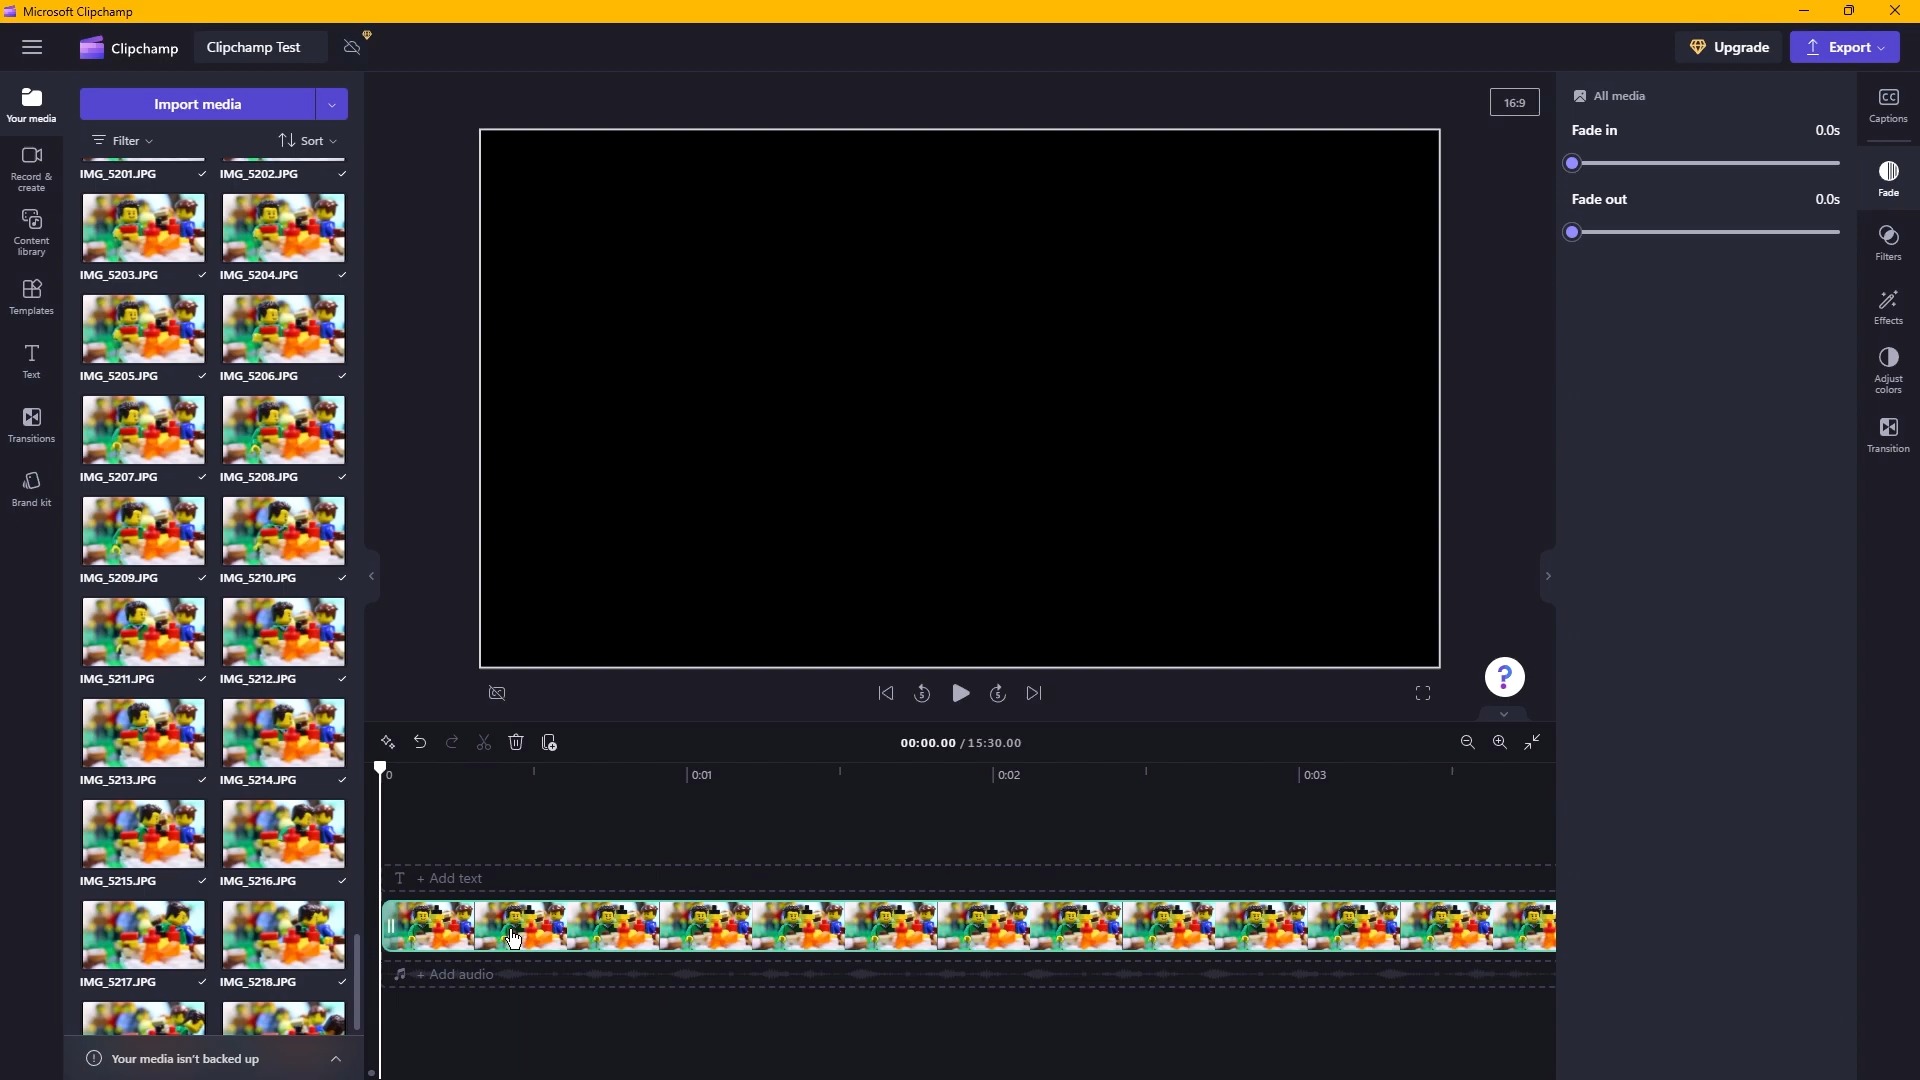 Microsoft Clipchamp
Clipchamp
Clipchamp Test
Upgrade
Export
Your media
Record &
create
Content
library
Templates
Text
Transitions
Brand kit
Import media
Filter
Sort
IMG_5201.JPG
IMG_5202.JPG
IMG_5203.JPG
IMG_5204.JPG
IMG_5205.JPG
IMG_5206.JPG
IMG_5207.JPG
IMG_5208.JPG
IMG_5209.JPG
IMG_5210.JPG
IMG_5211.JPG
IMG_5212.JPG
IMG_5213.JPG
IMG_5214.JPG
IMG_5215.JPG
IMG_5216.JPG
IMG_5217.JPG
IMG_5218.JPG
Your media isn't backed up
16:9
5
5
?
00:00.00 / 15:30.00
0
0:01
0:02
0:03
T + Add text
+ Add audio
All media
Fade in
0.0s
Fade out
0.0s
CC
Captions
Fade
Filters
Effects
Adjust
colors
Transition